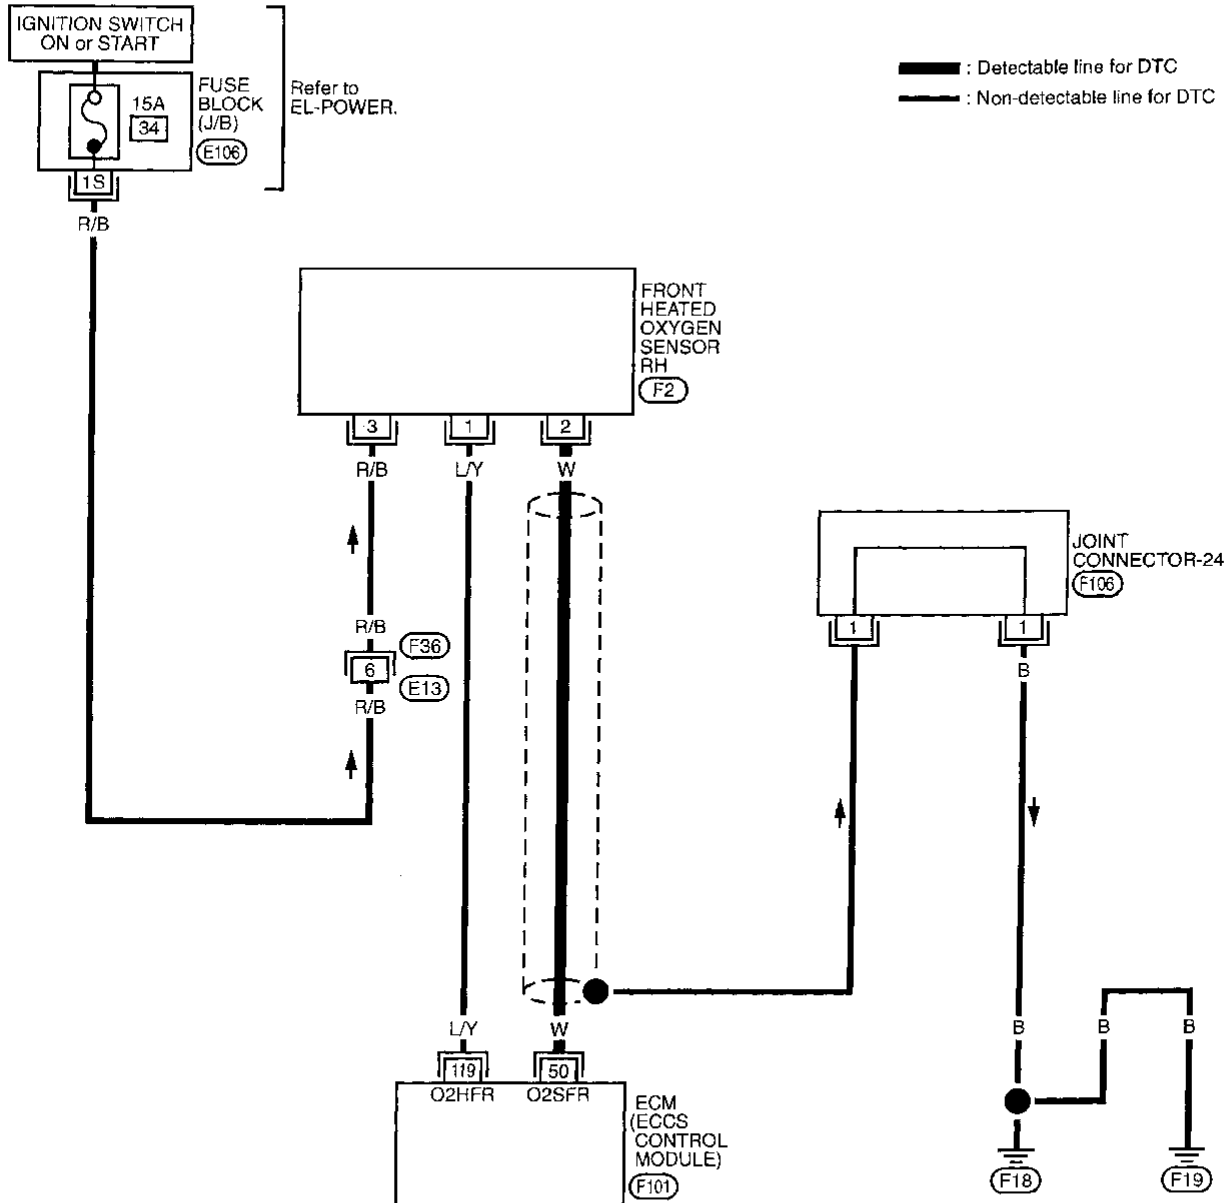 IGNITION SWITCH
ON or START
15A
34
FUSE
BLOCK
(J/B)
E106
Refer to
EL-POWER.
: Detectable line for DTC
: Non-detectable line for DTC
1S
R/B
FRONT
HEATED
OXYGEN
SENSOR
RH
F2
3
1
2
R/B
L/Y
W
JOINT
CONNECTOR-24
F106
1
1
B
R/B
F36
6
E13
R/B
L/Y
W
B
B
B
119
50
O2HFR
O2SFR
ECM
(ECCS
CONTROL
MODULE)
F101
F18
F19